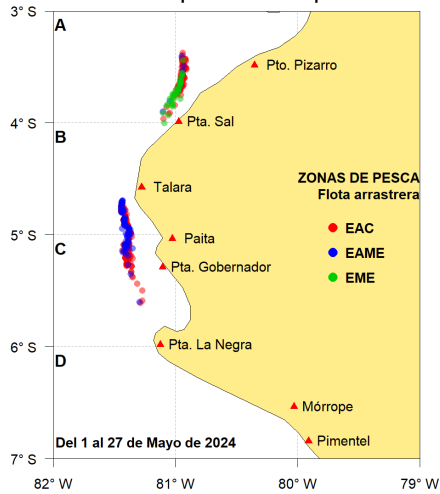 3° S
A
Pto. Pizarro
4° S
Pta. Sal
B
ZONAS DE PESCA
Talara
Flota arrastrera
EAC
5° S
Paita
C
EAME
Pta. Gobernador
EME
6° S
Pta. La Negra
D
Mórrope
Del 1 al 27 de Mayo de 2024
Pimentel
7° S
82° W
81° W
80° W
79° W